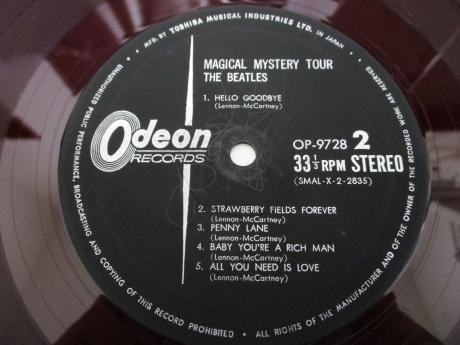 MFD. BY TOSHIBA MUSICAL INDUSTRIES LTD. IN JAPAN
ALL RIGHTS OF THE MANUFACTURER AND OF THE OWNER OF THE RECORDED WORK ARE RESERVED
UNAUTHORIZED PUBLIC PERFORMANCE, BROADCASTING AND COPYING OF THIS RECORD PROHIBITED
MAGICAL MYSTERY TOUR
THE BEATLES
1. HELLO GOODBYE
(Lennon-McCartney)
Odeon
RECORDS
OP-9728 2
33 1/3 RPM STEREO
(SMAL-X-2-2835)
2. STRAWBERRY FIELDS FOREVER
(Lennon-McCartney)
3. PENNY LANE
(Lennon-McCartney)
4. BABY YOU'RE A RICH MAN
(Lennon-McCartney)
5. ALL YOU NEED IS LOVE
(Lennon-McCartney)